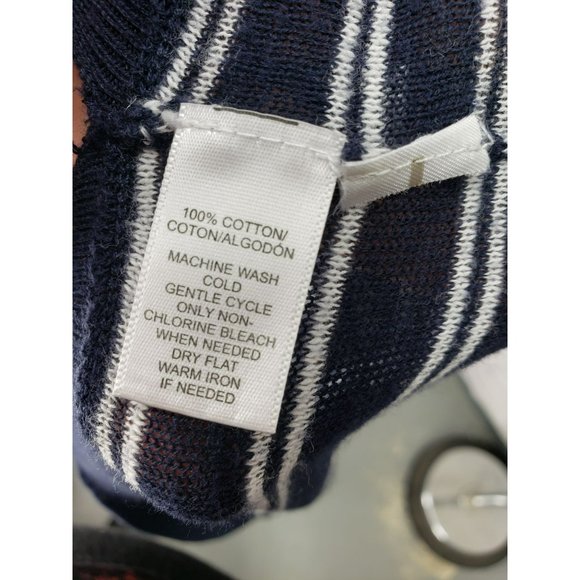 100% COTTON/
COTON/ALGODÓN
MACHINE WASH
COLD
GENTLE CYCLE
ONLY NON-
CHLORINE BLEACH
WHEN NEEDED
DRY FLAT
WARM IRON
IF NEEDED